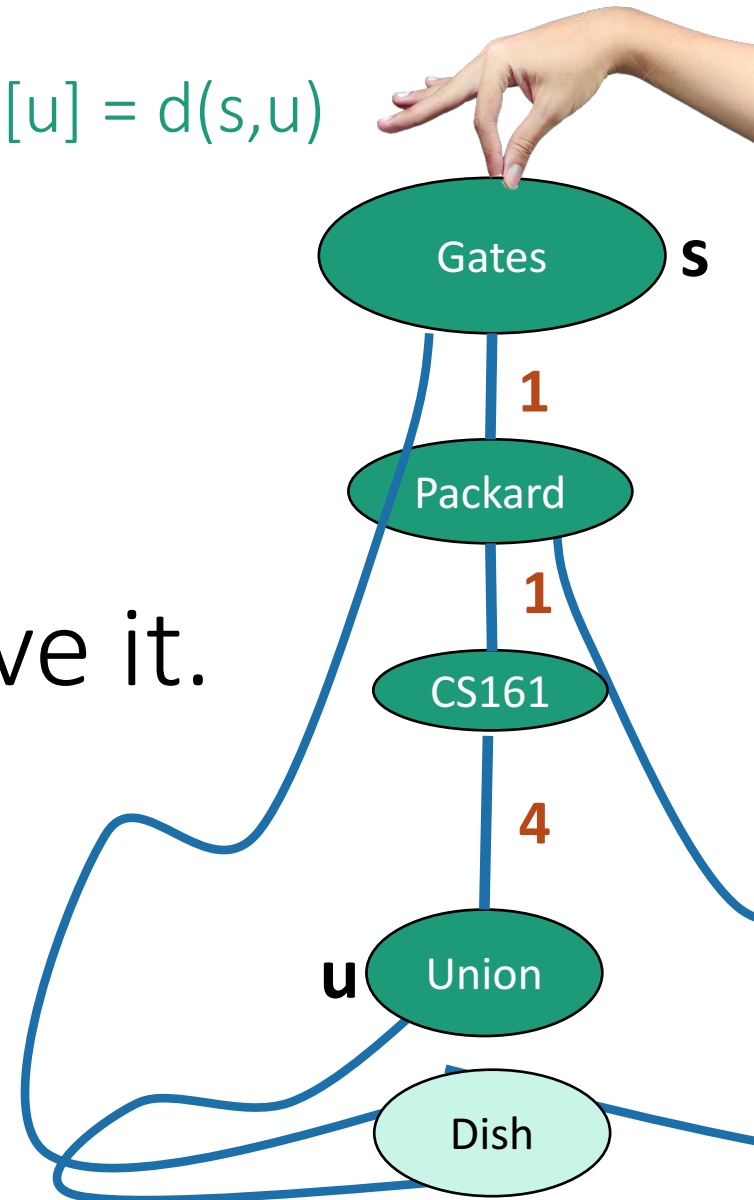 [u] = d(s,u)
Gates
s
1
Packard
1
ve it.
CS161
4
u
Union
Dish